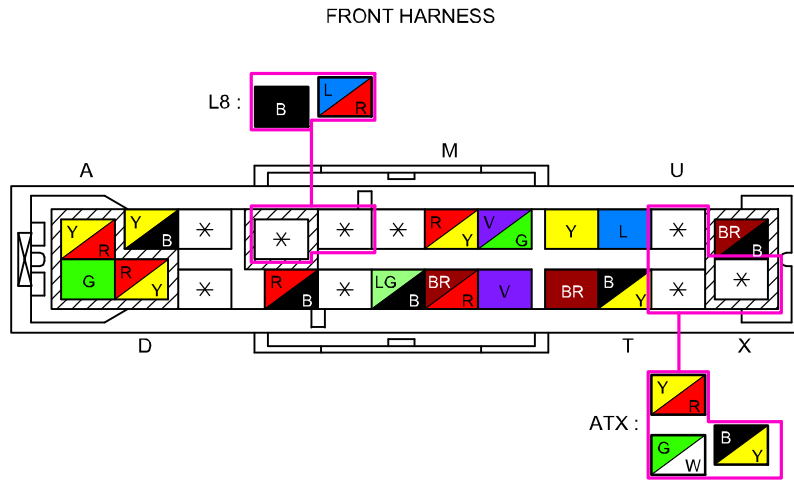 FRONT HARNESS
L8 : B L R
A M U
Y R Y B * * * * R Y V G Y L * BR B
G R Y * R B * LG B BR R V BR B Y * *
D T X
ATX : Y R
G W B Y